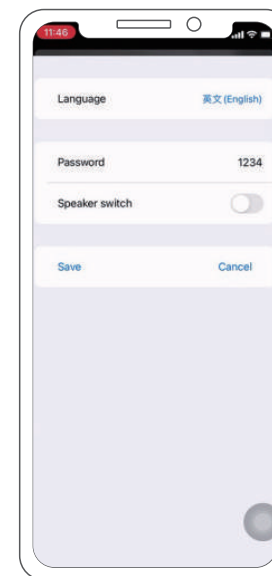 11:46
Language 英文 (English)
Password 1234
Speaker switch
Save Cancel